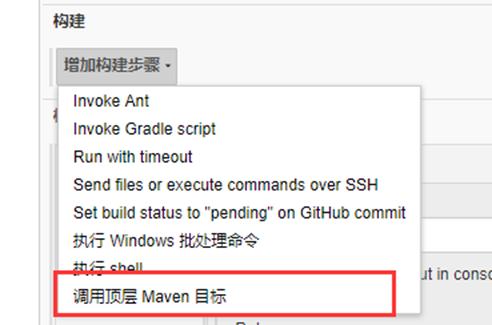 构建
增加构建步骤
Invoke Ant
Invoke Gradle script
Run with timeout
Send files or execute commands over SSH
Set build status to "pending" on GitHub commit
执行 Windows 批处理命令
执行 shell
调用顶层 Maven 目标
ut in conso